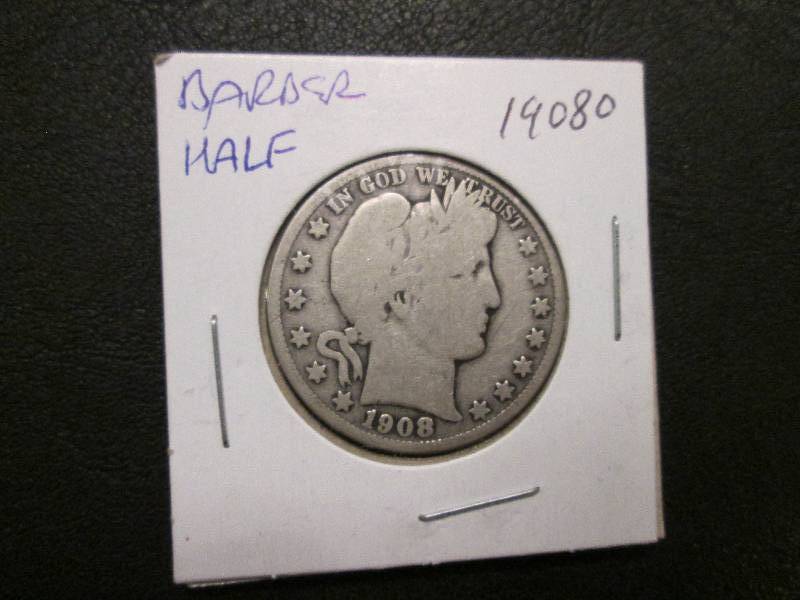 BARBER
HALF
1908O
IN GOD WE TRUST
1908